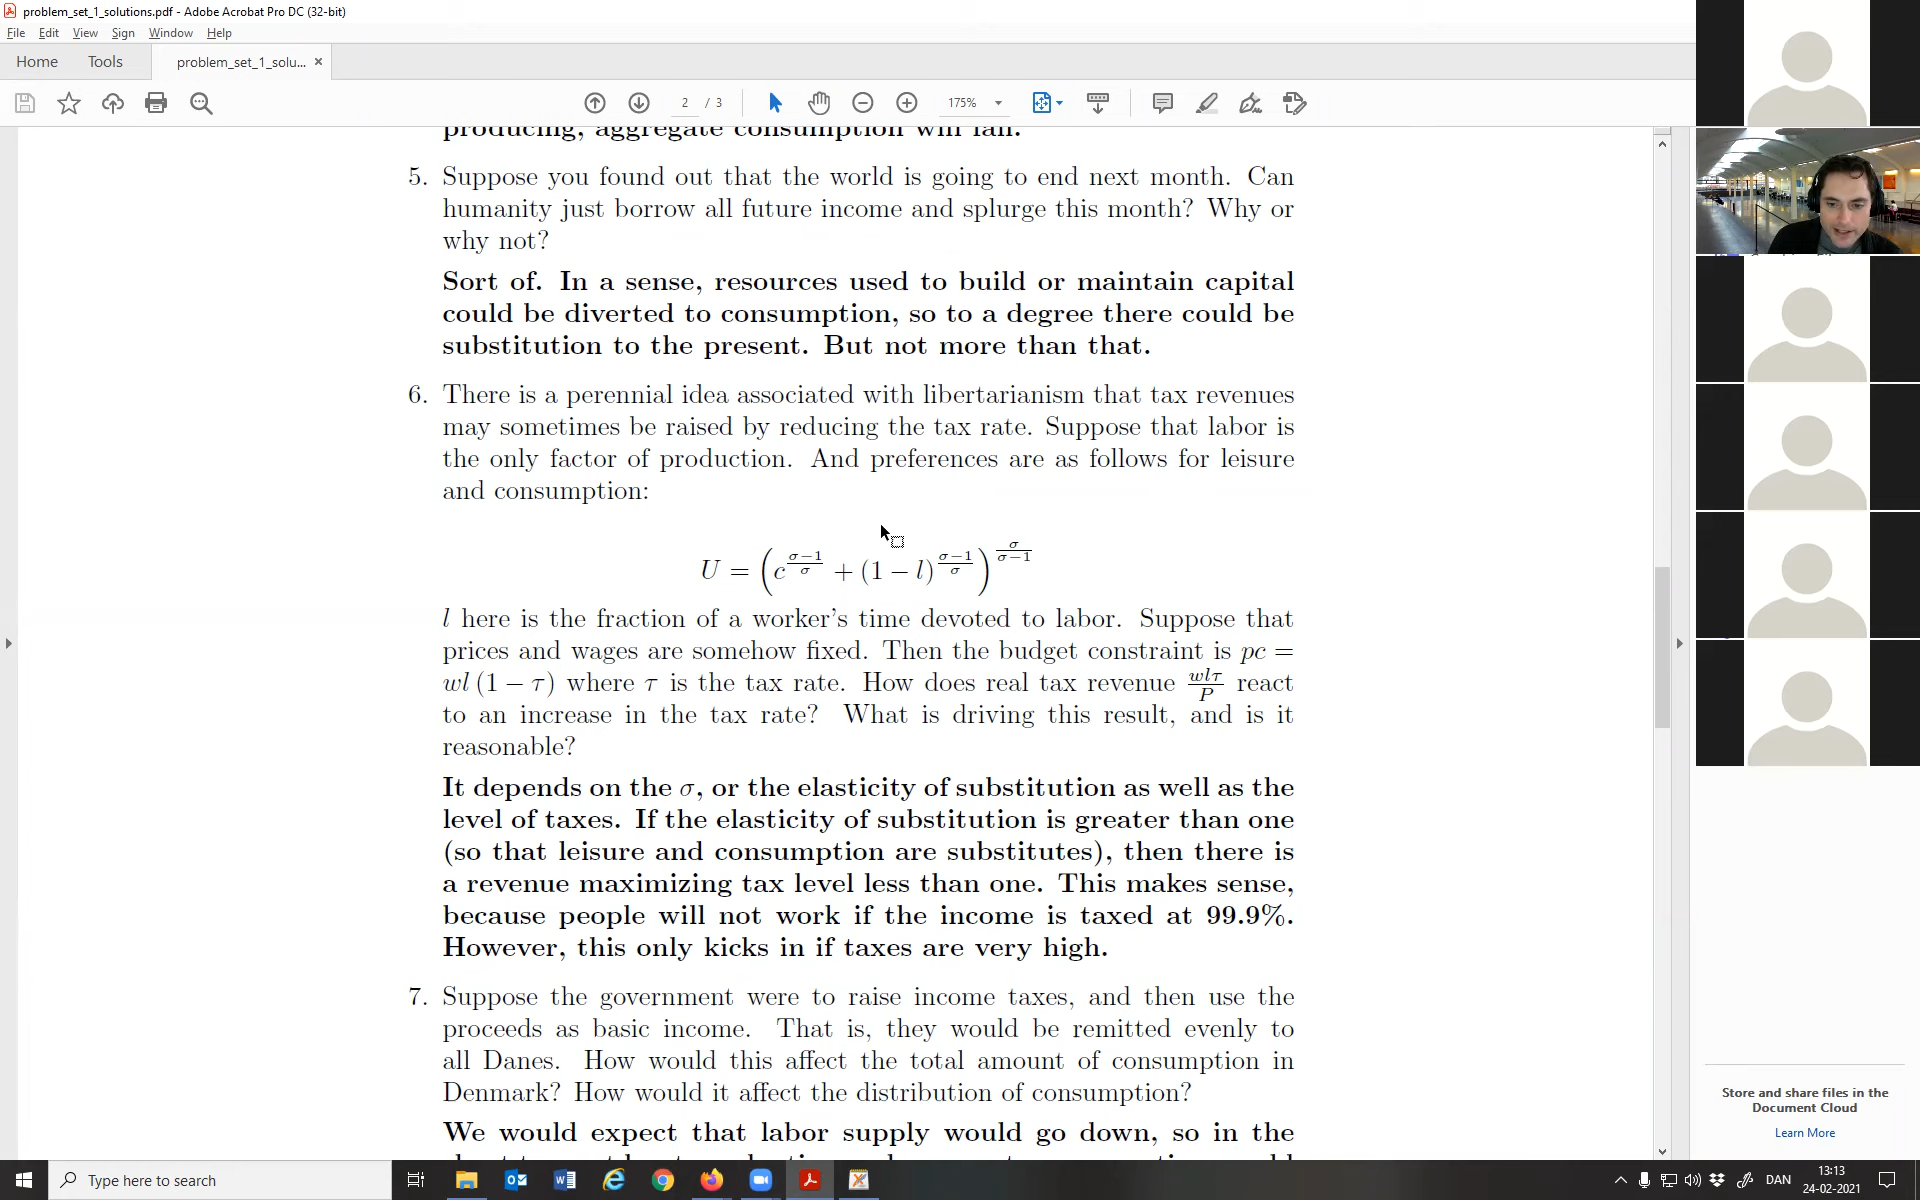 problem_set_1_solutions.pdf - Adobe Acrobat Pro DC (32-bit)
File Edit View Sign Window Help
Home Tools problem_set_1_solu... ×
2 / 3 175%
producing, aggregate consumption will fall.
5. Suppose you found out that the world is going to end next month. Can
humanity just borrow all future income and splurge this month? Why or
why not?
Sort of. In a sense, resources used to build or maintain capital
could be diverted to consumption, so to a degree there could be
substitution to the present. But not more than that.
6. There is a perennial idea associated with libertarianism that tax revenues
may sometimes be raised by reducing the tax rate. Suppose that labor is
the only factor of production. And preferences are as follows for leisure
and consumption:
U = (c^{\frac{σ−1}{σ}} + (1 − l)^{\frac{σ−1}{σ}})^{\frac{σ}{σ−1}}
l here is the fraction of a worker's time devoted to labor. Suppose that
prices and wages are somehow fixed. Then the budget constraint is pc =
wl (1 − τ) where τ is the tax rate. How does real tax revenue \frac{wlτ}{P} react
to an increase in the tax rate? What is driving this result, and is it
reasonable?
It depends on the σ, or the elasticity of substitution as well as the
level of taxes. If the elasticity of substitution is greater than one
(so that leisure and consumption are substitutes), then there is
a revenue maximizing tax level less than one. This makes sense,
because people will not work if the income is taxed at 99.9%.
However, this only kicks in if taxes are very high.
7. Suppose the government were to raise income taxes, and then use the
proceeds as basic income. That is, they would be remitted evenly to
all Danes. How would this affect the total amount of consumption in
Denmark? How would it affect the distribution of consumption?
We would expect that labor supply would go down, so in the
Store and share files in the
Document Cloud
Learn More
Type here to search
DAN
13:13
24-02-2021